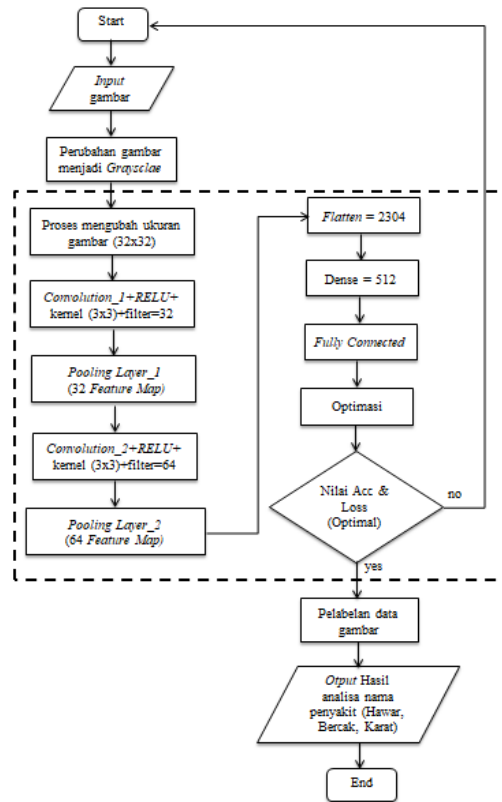 Start
Input
gambar
Perubahan gambar
menjadi Graysclae
Proses mengubah ukuran
gambar (32x32)
Convolution_1+RELU+
kernel (3x3)+filter=32
Pooling Layer_1
(32 Feature Map)
Convolution_2+RELU+
kernel (3x3)+filter=64
Pooling Layer_2
(64 Feature Map)
Flatten = 2304
Dense = 512
Fully Connected
Optimasi
Nilai Acc &
Loss
(Optimal)
no
yes
Pelabelan data
gambar
Otput Hasil
analisa nama
penyakit (Hawar,
Bercak, Karat)
End